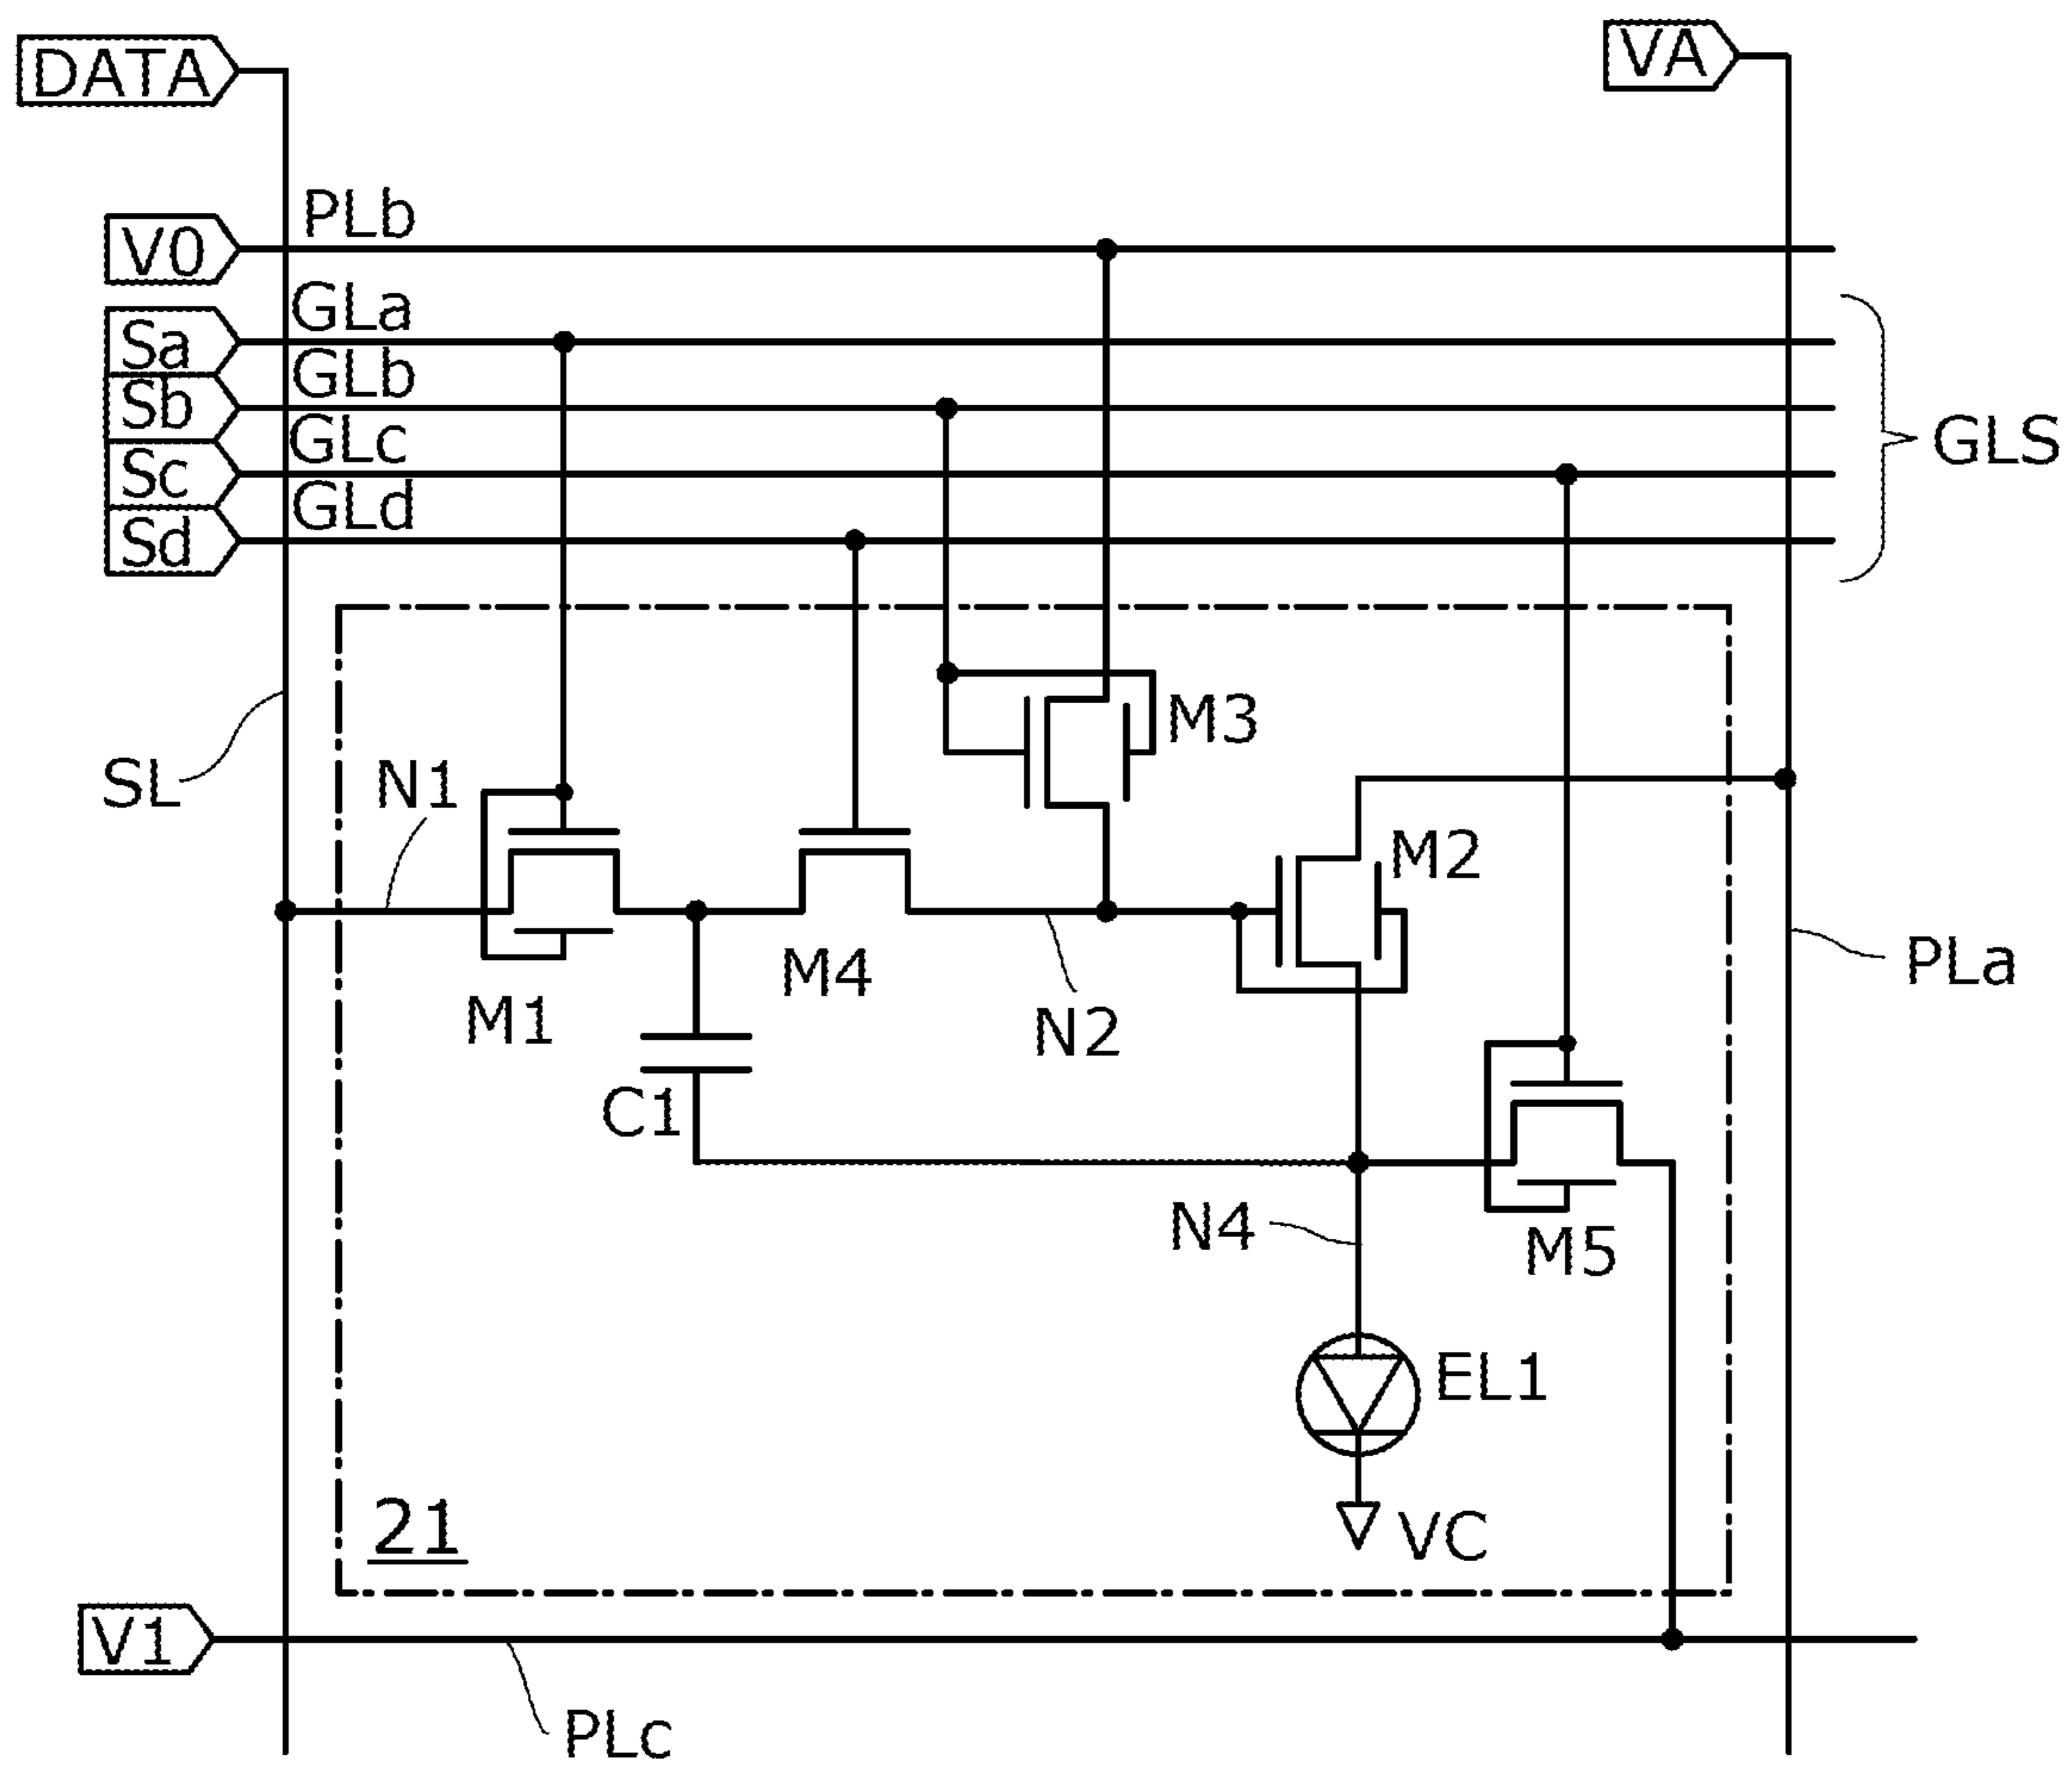 DATA
VA
PLb
V0
GLa
Sa
GLb
Sb
GLc
GLS
Sc
GLd
Sd
M3
SL
N1
M2
M4
PLa
M1
N2
C1
N4
M5
EL1
21
VC
V1
PLc